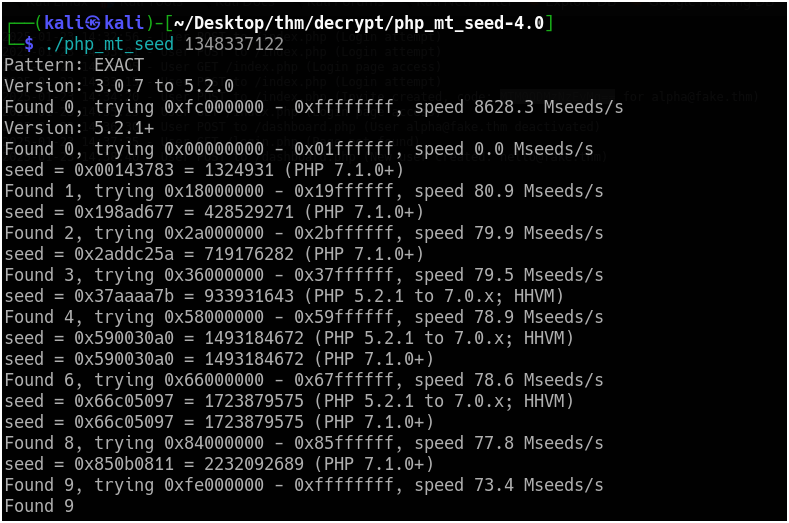 ┌──(kali㉿kali)-[~/Desktop/thm/decrypt/php_mt_seed-4.0]
└─$ ./php_mt_seed 1348337122
Pattern: EXACT
Version: 3.0.7 to 5.2.0
Found 0, trying 0xfc000000 - 0xffffffff, speed 8628.3 Mseeds/s
Version: 5.2.1+
Found 0, trying 0x00000000 - 0x01ffffff, speed 0.0 Mseeds/s
seed = 0x00143783 = 1324931 (PHP 7.1.0+)
Found 1, trying 0x18000000 - 0x19ffffff, speed 80.9 Mseeds/s
seed = 0x198ad677 = 428529271 (PHP 7.1.0+)
Found 2, trying 0x2a000000 - 0x2bffffff, speed 79.9 Mseeds/s
seed = 0x2addc25a = 719176282 (PHP 7.1.0+)
Found 3, trying 0x36000000 - 0x37ffffff, speed 79.5 Mseeds/s
seed = 0x37aaaa7b = 933931643 (PHP 5.2.1 to 7.0.x; HHVM)
Found 4, trying 0x58000000 - 0x59ffffff, speed 78.9 Mseeds/s
seed = 0x590030a0 = 1493184672 (PHP 5.2.1 to 7.0.x; HHVM)
seed = 0x590030a0 = 1493184672 (PHP 7.1.0+)
Found 6, trying 0x66000000 - 0x67ffffff, speed 78.6 Mseeds/s
seed = 0x66c05097 = 1723879575 (PHP 5.2.1 to 7.0.x; HHVM)
seed = 0x66c05097 = 1723879575 (PHP 7.1.0+)
Found 8, trying 0x84000000 - 0x85ffffff, speed 77.8 Mseeds/s
seed = 0x850b0811 = 2232092689 (PHP 7.1.0+)
Found 9, trying 0xfe000000 - 0xffffffff, speed 73.4 Mseeds/s
Found 9